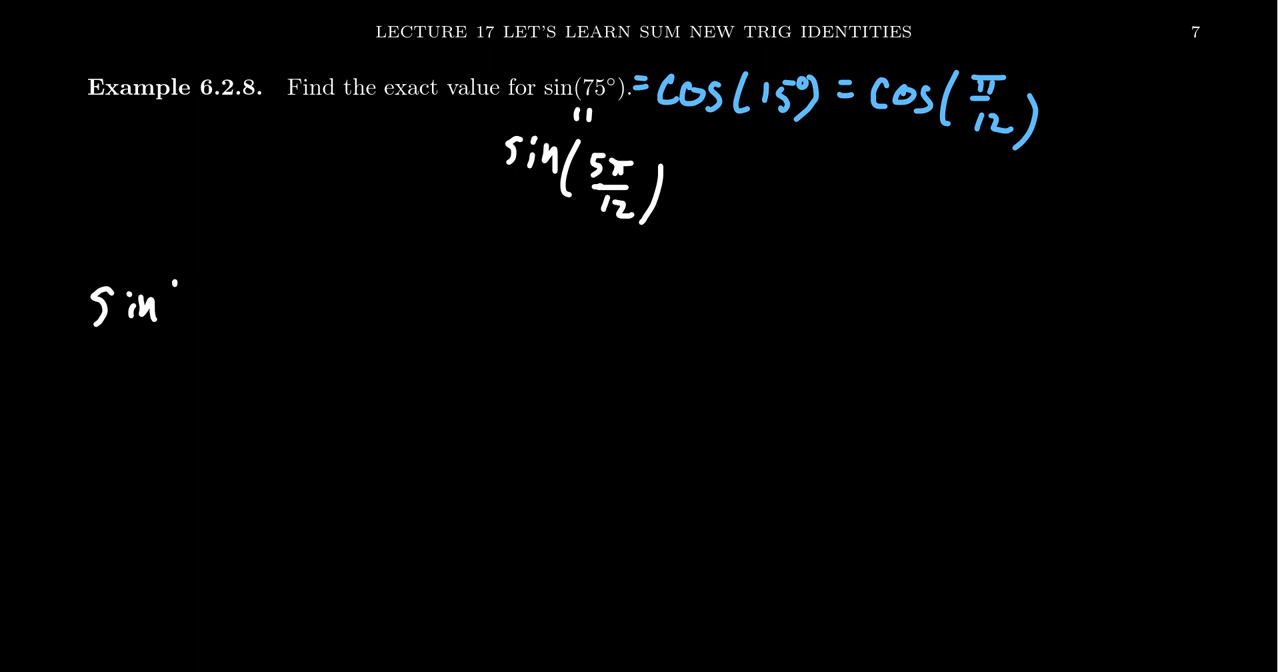 LECTURE 17 LET'S LEARN SUM NEW TRIG IDENTITIES 7
Example 6.2.8. Find the exact value for sin(75°). = cos(15°) = cos(π/12)
"
sin(5π/12)
sin